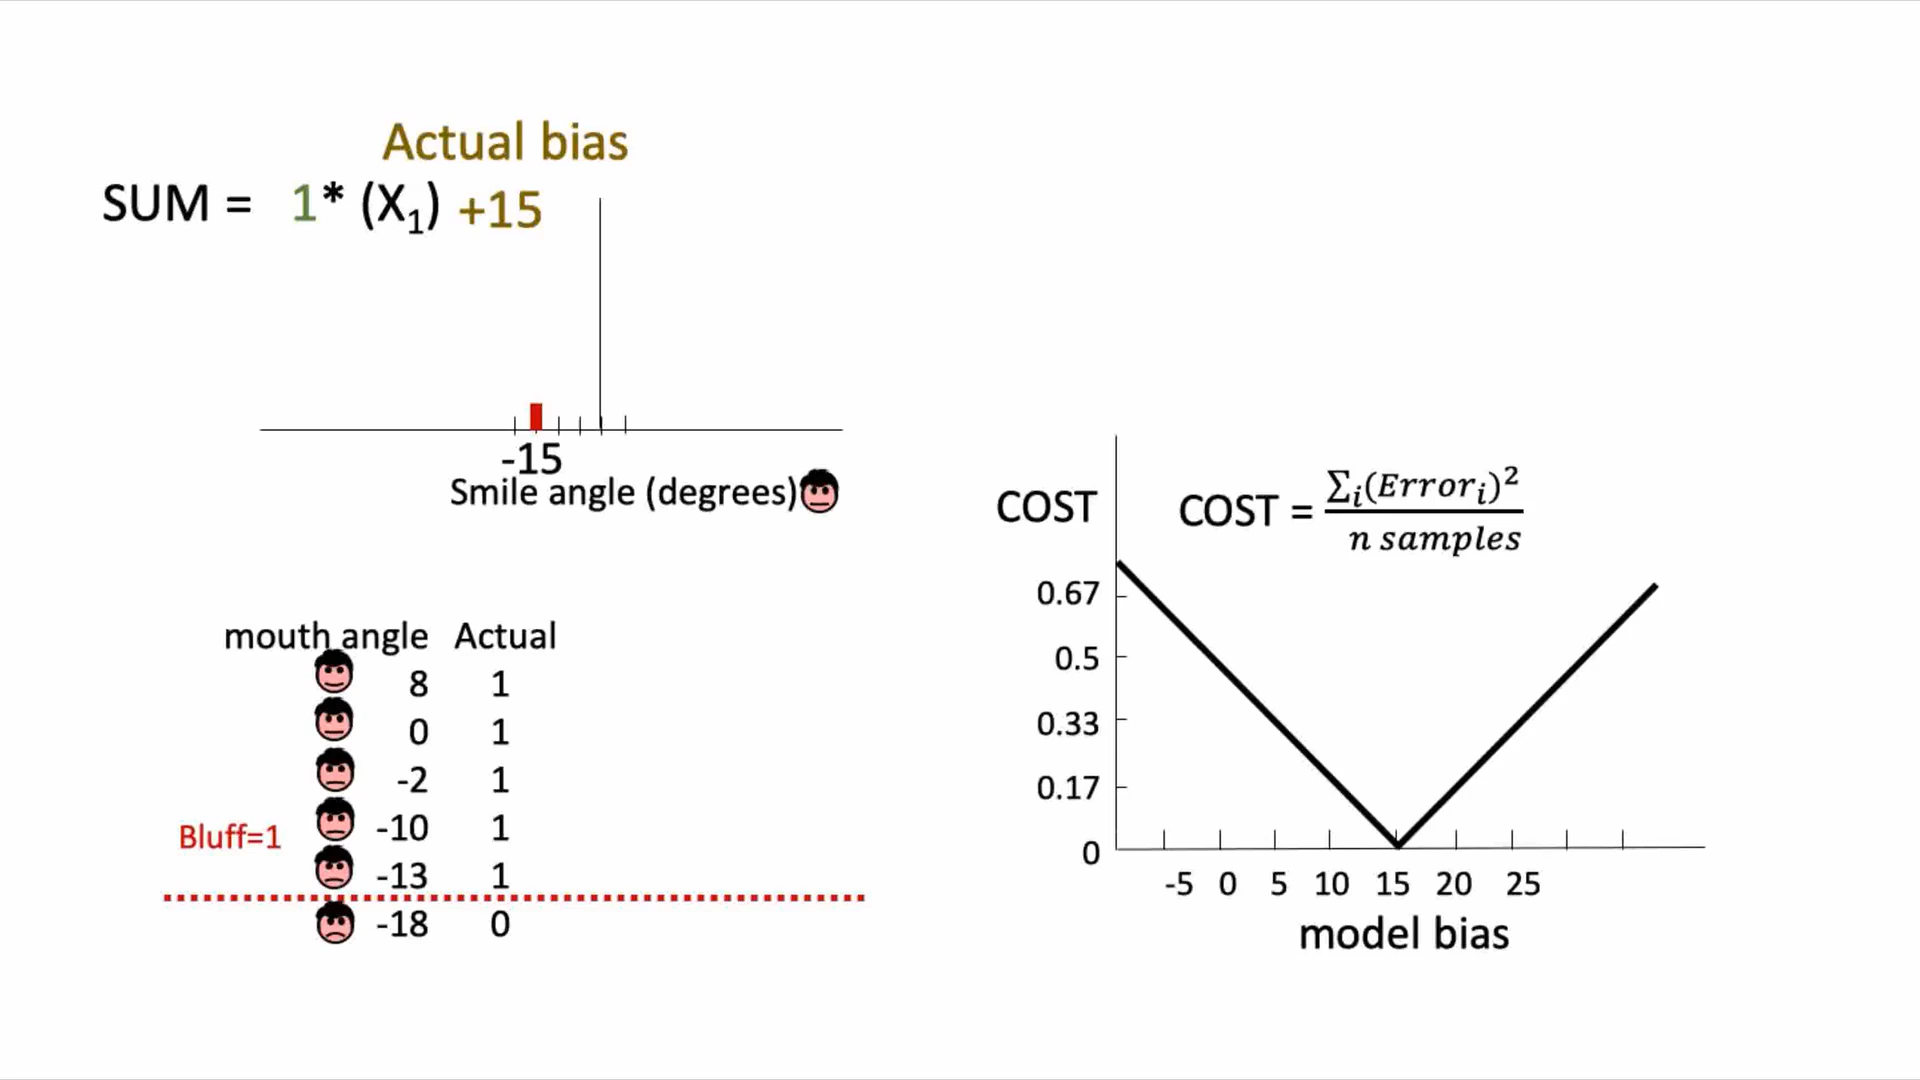 Actual bias
SUM = 1* (X₁) +15
-15
Smile angle (degrees)
mouth angle Actual
8 1
0 1
-2 1
-10 1
Bluff=1
-13 1
-18 0
COST
COST = ∑ᵢ(Errorᵢ)² / n samples
0.67
0.5
0.33
0.17
0
-5 0 5 10 15 20 25
model bias